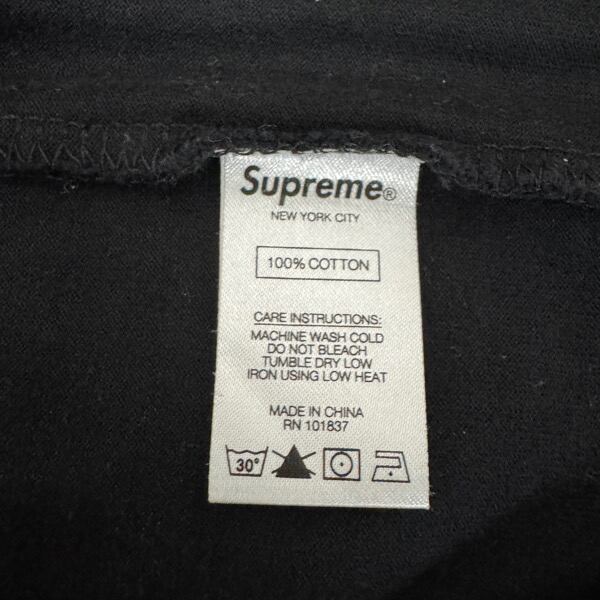 Supreme®
NEW YORK CITY
100% COTTON
CARE INSTRUCTIONS:
MACHINE WASH COLD
DO NOT BLEACH
TUMBLE DRY LOW
IRON USING LOW HEAT
MADE IN CHINA
RN 101837
30°